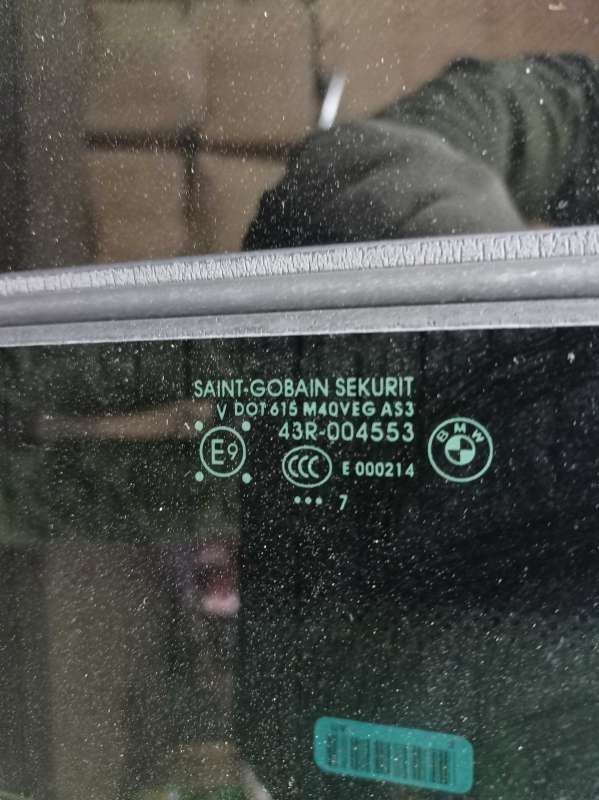 SAINT-GOBAIN SEKURIT
V DOT615 M40VEG AS3
43R-004553
E9
CCC E 000214
BMW
••• 7